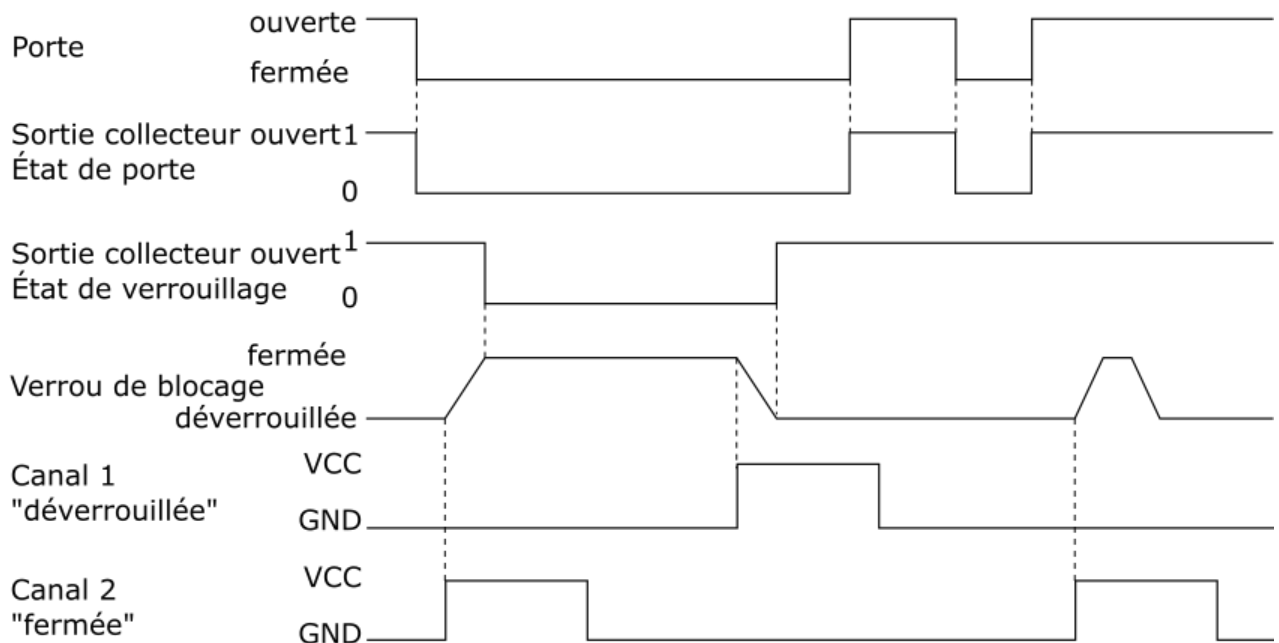 ouverte
Porte
fermée
Sortie collecteur ouvert 1
État de porte
0
Sortie collecteur ouvert 1
État de verrouillage
0
fermée
Verrou de blocage
déverrouillée
VCC
Canal 1
"déverrouillée"
GND
VCC
Canal 2
"fermée"
GND